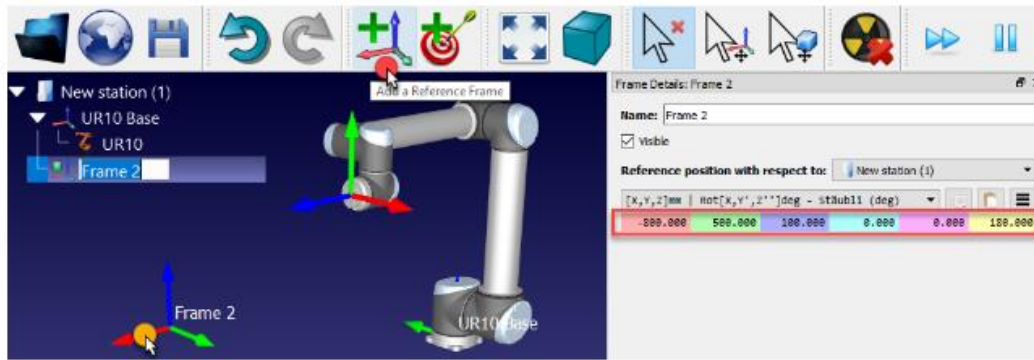 Add a Reference Frame
New station (1)
UR10 Base
UR10
Frame 2
Frame 2
UR10 Base
Frame Details: Frame 2
Name: Frame 2
Visible
Reference position with respect to: New station (1)
[X,Y,Z]mm | Rot[X,Y',Z'']deg - Stäubli (deg)
-800.000 500.000 100.000 0.000 0.000 180.000